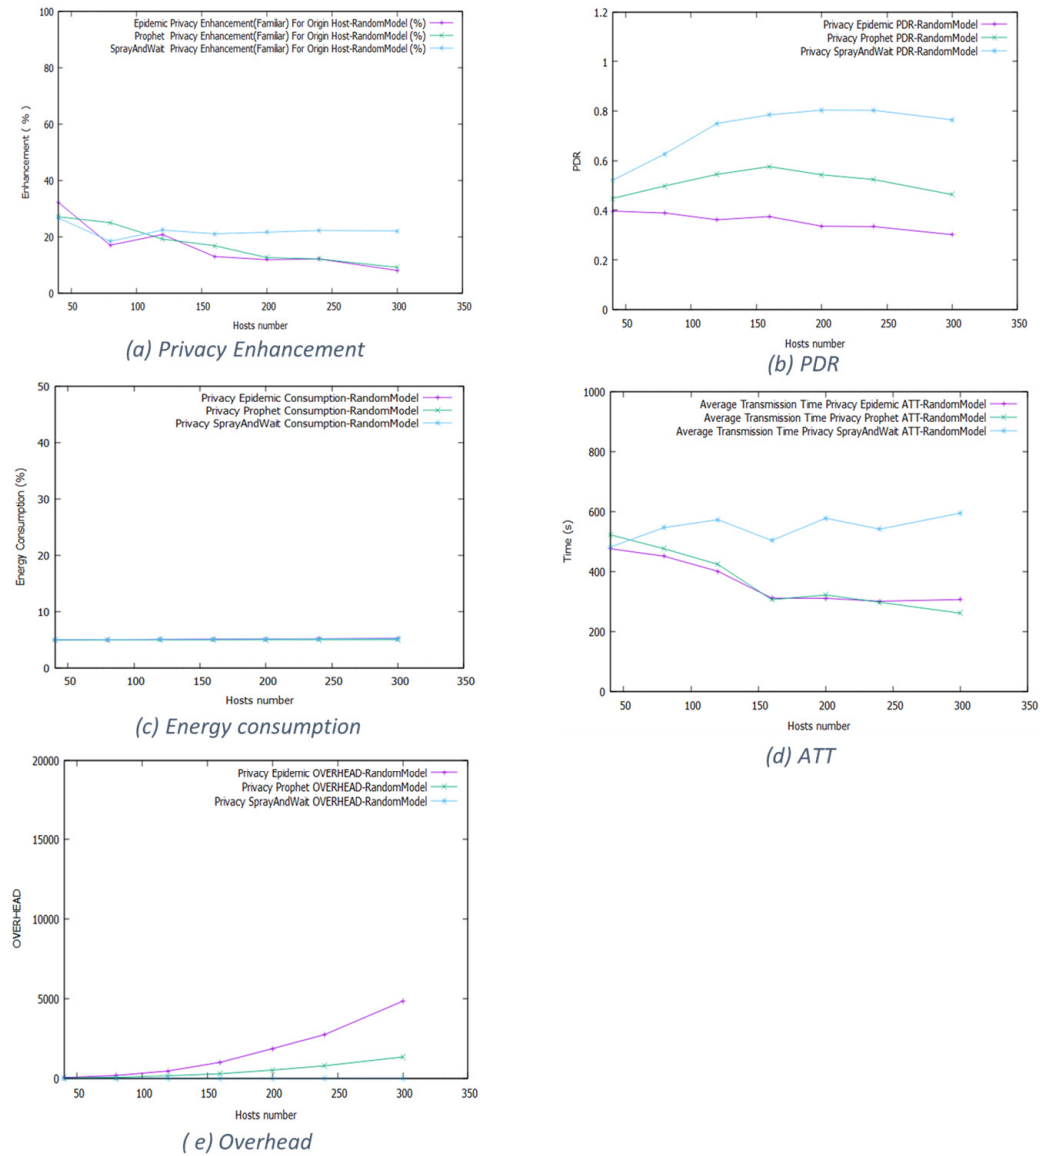 100
80
60
40
20
0
Enhancement ( % )
Epidemic Privacy Enhancement(Familar) For Origin Host-RandomModel (%)
Prophet Privacy Enhancement(Familar) For Origin Host-RandomModel (%)
SprayAndWait Privacy Enhancement(Familar) For Origin Host-RandomModel (%)
50 100 150 200 250 300 350
Hosts number
(a) Privacy Enhancement
1.2
1
0.8
0.6
0.4
0.2
0
PDR
Privacy Epidemic PDR-RandomModel
Privacy Prophet PDR-RandomModel
Privacy SprayAndWait PDR-RandomModel
50 100 150 200 250 300 350
Hosts number
(b) PDR
50
40
30
20
10
0
Energy Consumption (%)
Privacy Epidemic Consumption-RandomModel
Privacy Prophet Consumption-RandomModel
Privacy SprayAndWait Consumption-RandomModel
50 100 150 200 250 300 350
Hosts number
(c) Energy consumption
1000
800
600
400
200
0
Time (s)
Average Transmission Time Privacy Epidemic ATT-RandomModel
Average Transmission Time Privacy Prophet ATT-RandomModel
Average Transmission Time Privacy SprayAndWait ATT-RandomModel
50 100 150 200 250 300 350
Hosts number
(d) ATT
20000
15000
10000
5000
0
OVERHEAD
Privacy Epidemic OVERHEAD-RandomModel
Privacy Prophet OVERHEAD-RandomModel
Privacy SprayAndWait OVERHEAD-RandomModel
50 100 150 200 250 300 350
Hosts number
( e) Overhead